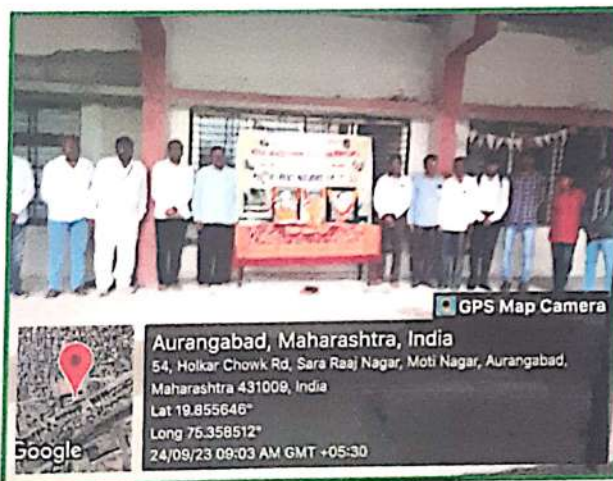 GPS Map Camera
Aurangabad, Maharashtra, India
54, Holkar Chowk Rd, Sara Raaj Nagar, Moti Nagar, Aurangabad,
Maharashtra 431009, India
Lat 19.855646°
Long 75.358512°
24/09/23 09:03 AM GMT +05:30
Google